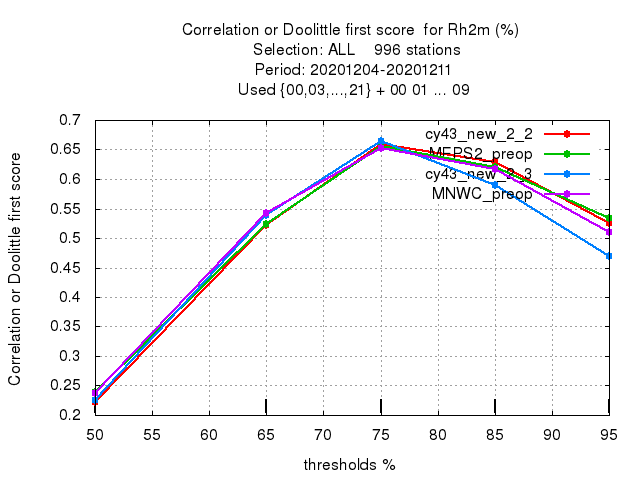 Correlation or Doolittle first score  for Rh2m (%)
Selection: ALL    996 stations
Period: 20201204-20201211
Used {00,03,...,21} + 00 01 ... 09
Correlation or Doolittle first score
0.7
0.65
0.6
0.55
0.5
0.45
0.4
0.35
0.3
0.25
0.2
cy43_new_2_2
MEPS2_preop
cy43_new_2_3
MNWC_preop
50 55 60 65 70 75 80 85 90 95
thresholds %